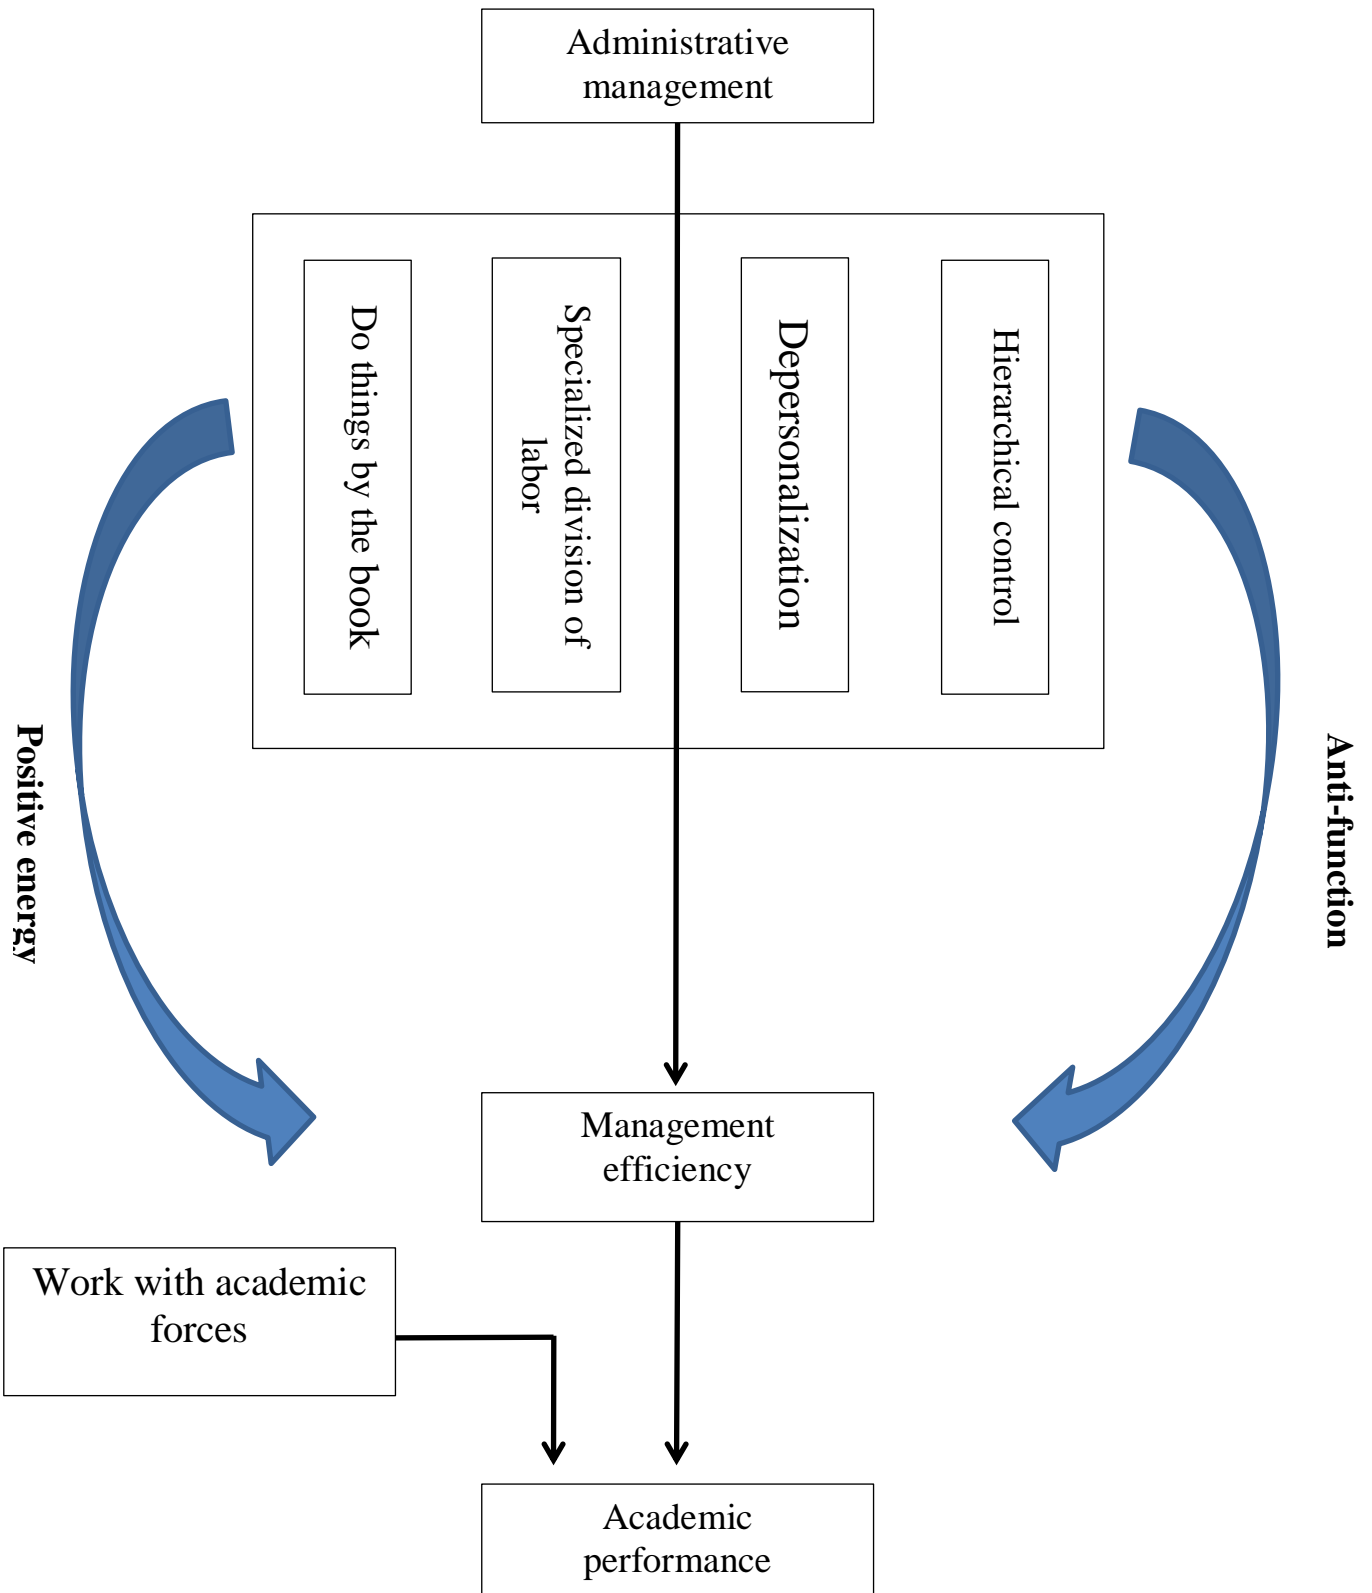 Administrative
management
Do things by the book
Specialized division of
labor
Depersonalization
Hierarchical control
Positive energy
Anti-function
Management
efficiency
Work with academic
forces
Academic
performance